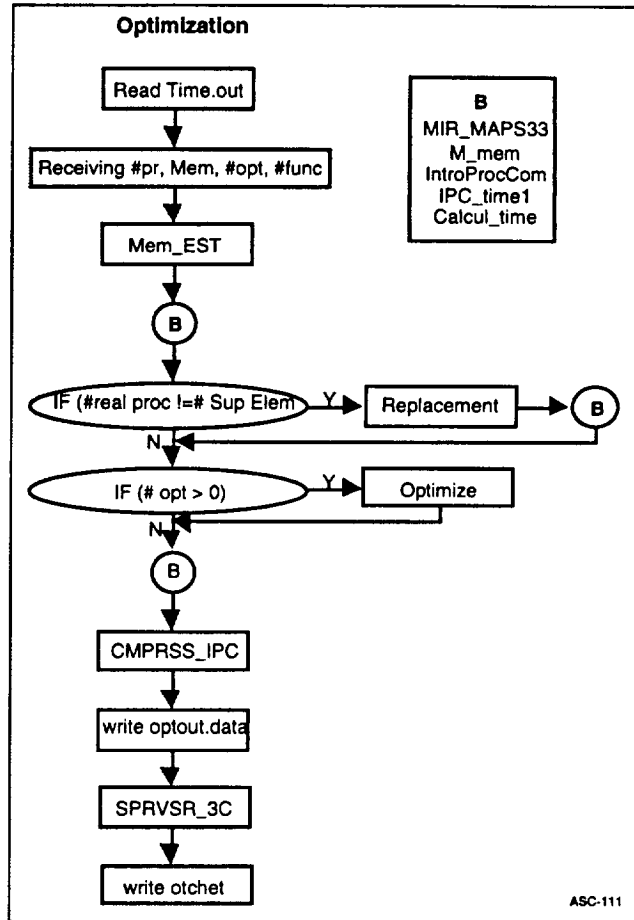 Optimization
Read Time.out
Receiving #pr, Mem, #opt, #func
Mem_EST
B
B
MIR_MAPS33
M_mem
IntroProcCom
IPC_time1
Calcul_time
IF (#real proc !=# Sup Elem
Y
Replacement
B
N
IF (# opt > 0)
Y
Optimize
N
B
CMPRSS_IPC
write optout.data
SPRVSR_3C
write otchet
ASC-111